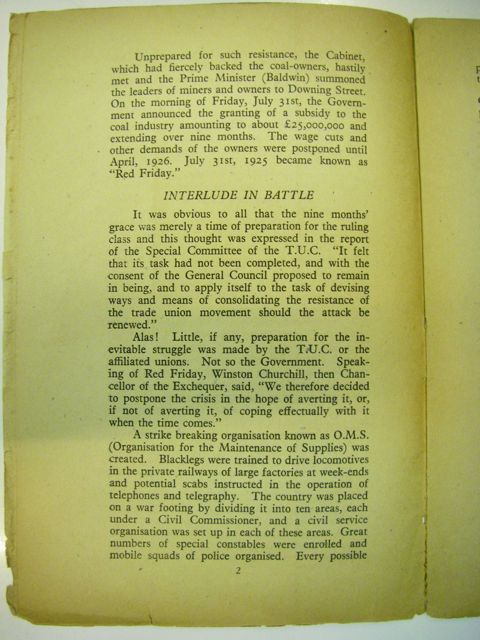 Unprepared for such resistance, the Cabinet,
which had fiercely backed the coal-owners, hastily
met and the Prime Minister (Baldwin) summoned
the leaders of miners and owners to Downing Street.
On the morning of Friday, July 31st, the Govern-
ment announced the granting of a subsidy to the
coal industry amounting to about £25,000,000 and
extending over nine months. The wage cuts and
other demands of the owners were postponed until
April, 1926. July 31st, 1925 became known as
"Red Friday."
INTERLUDE IN BATTLE
It was obvious to all that the nine months'
grace was merely a time of preparation for the ruling
class and this thought was expressed in the report
of the Special Committee of the T.U.C. "It felt
that its task had not been completed, and with the
consent of the General Council proposed to remain
in being, and to apply itself to the task of devising
ways and means of consolidating the resistance of
the trade union movement should the attack be
renewed."
Alas! Little, if any, preparation for the in-
evitable struggle was made by the T.U.C. or the
affiliated unions. Not so the Government. Speak-
ing of Red Friday, Winston Churchill, then Chan-
cellor of the Exchequer, said, "We therefore decided
to postpone the crisis in the hope of averting it, or,
if not of averting it, of coping effectually with it
when the time comes."
A strike breaking organisation known as O.M.S.
(Organisation for the Maintenance of Supplies) was
created. Blacklegs were trained to drive locomotives
in the private railways of large factories at week-ends
and potential scabs instructed in the operation of
telephones and telegraphy. The country was placed
on a war footing by dividing it into ten areas, each
under a Civil Commissioner, and a civil service
organisation was set up in each of these areas. Great
numbers of special constables were enrolled and
mobile squads of police organised. Every possible
2